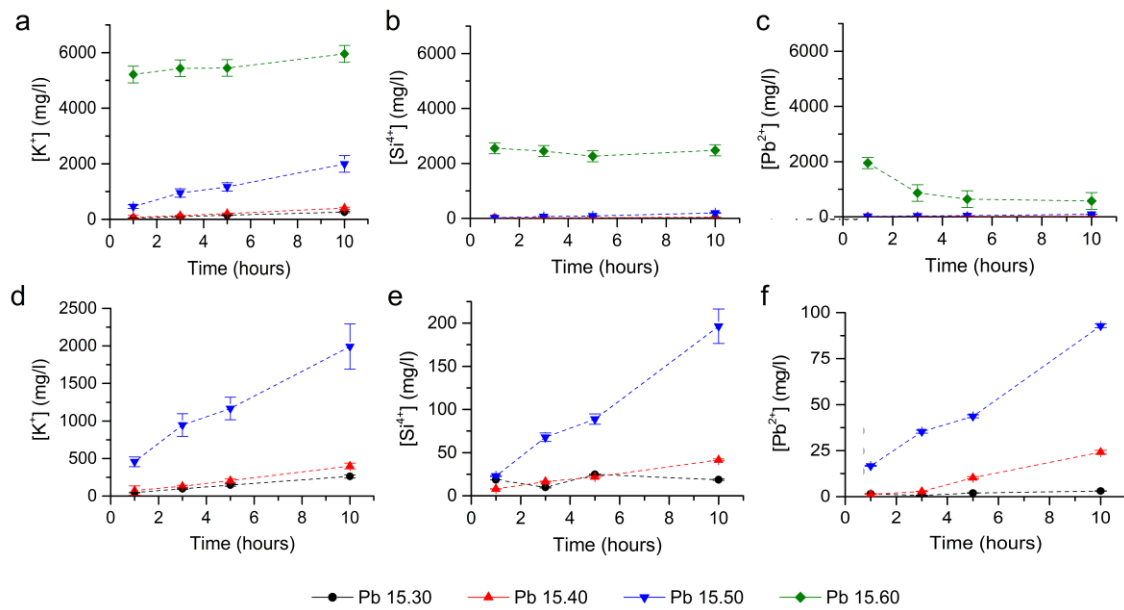 a
b
c
6000
4000
2000
0
[K+] (mg/l)
0 2 4 6 8 10
Time (hours)
6000
4000
2000
0
[Si4+] (mg/l)
0 2 4 6 8 10
Time (hours)
6000
4000
2000
0
[Pb2+] (mg/l)
0 2 4 6 8 10
Time (hours)
d
e
f
2500
2000
1500
1000
500
0
[K+] (mg/l)
0 2 4 6 8 10
Time (hours)
200
150
100
50
0
[Si4+] (mg/l)
0 2 4 6 8 10
Time (hours)
100
75
50
25
0
[Pb2+] (mg/l)
0 2 4 6 8 10
Time (hours)
Pb 15.30 Pb 15.40 Pb 15.50 Pb 15.60